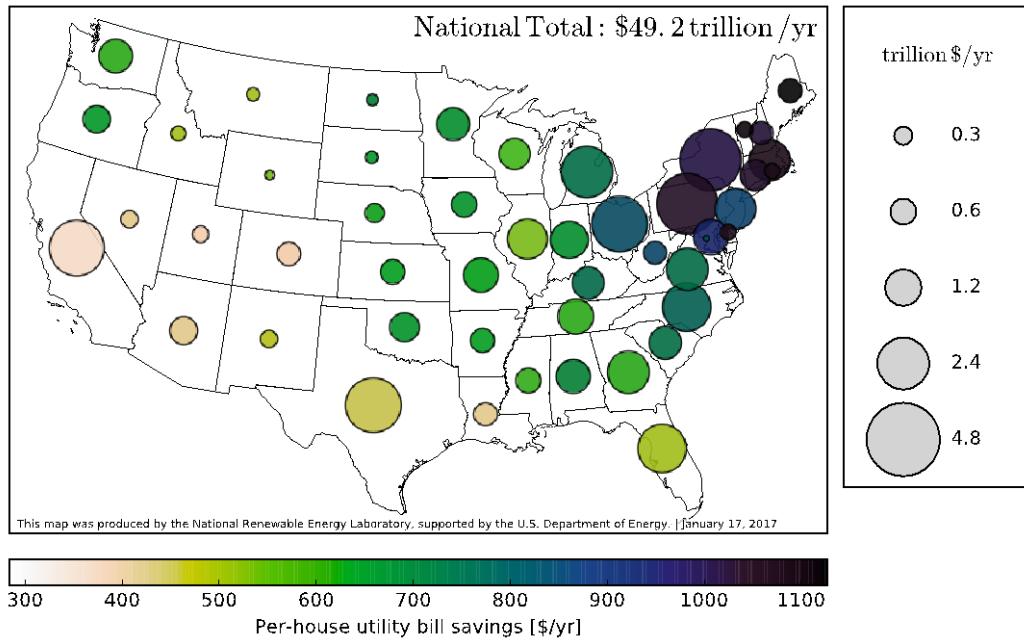 National Total : $49.2 trillion /yr
trillion $/yr
0.3
0.6
1.2
2.4
4.8
This map was produced by the National Renewable Energy Laboratory, supported by the U.S. Department of Energy. | January 17, 2017
300 400 500 600 700 800 900 1000 1100
Per-house utility bill savings [$/yr]